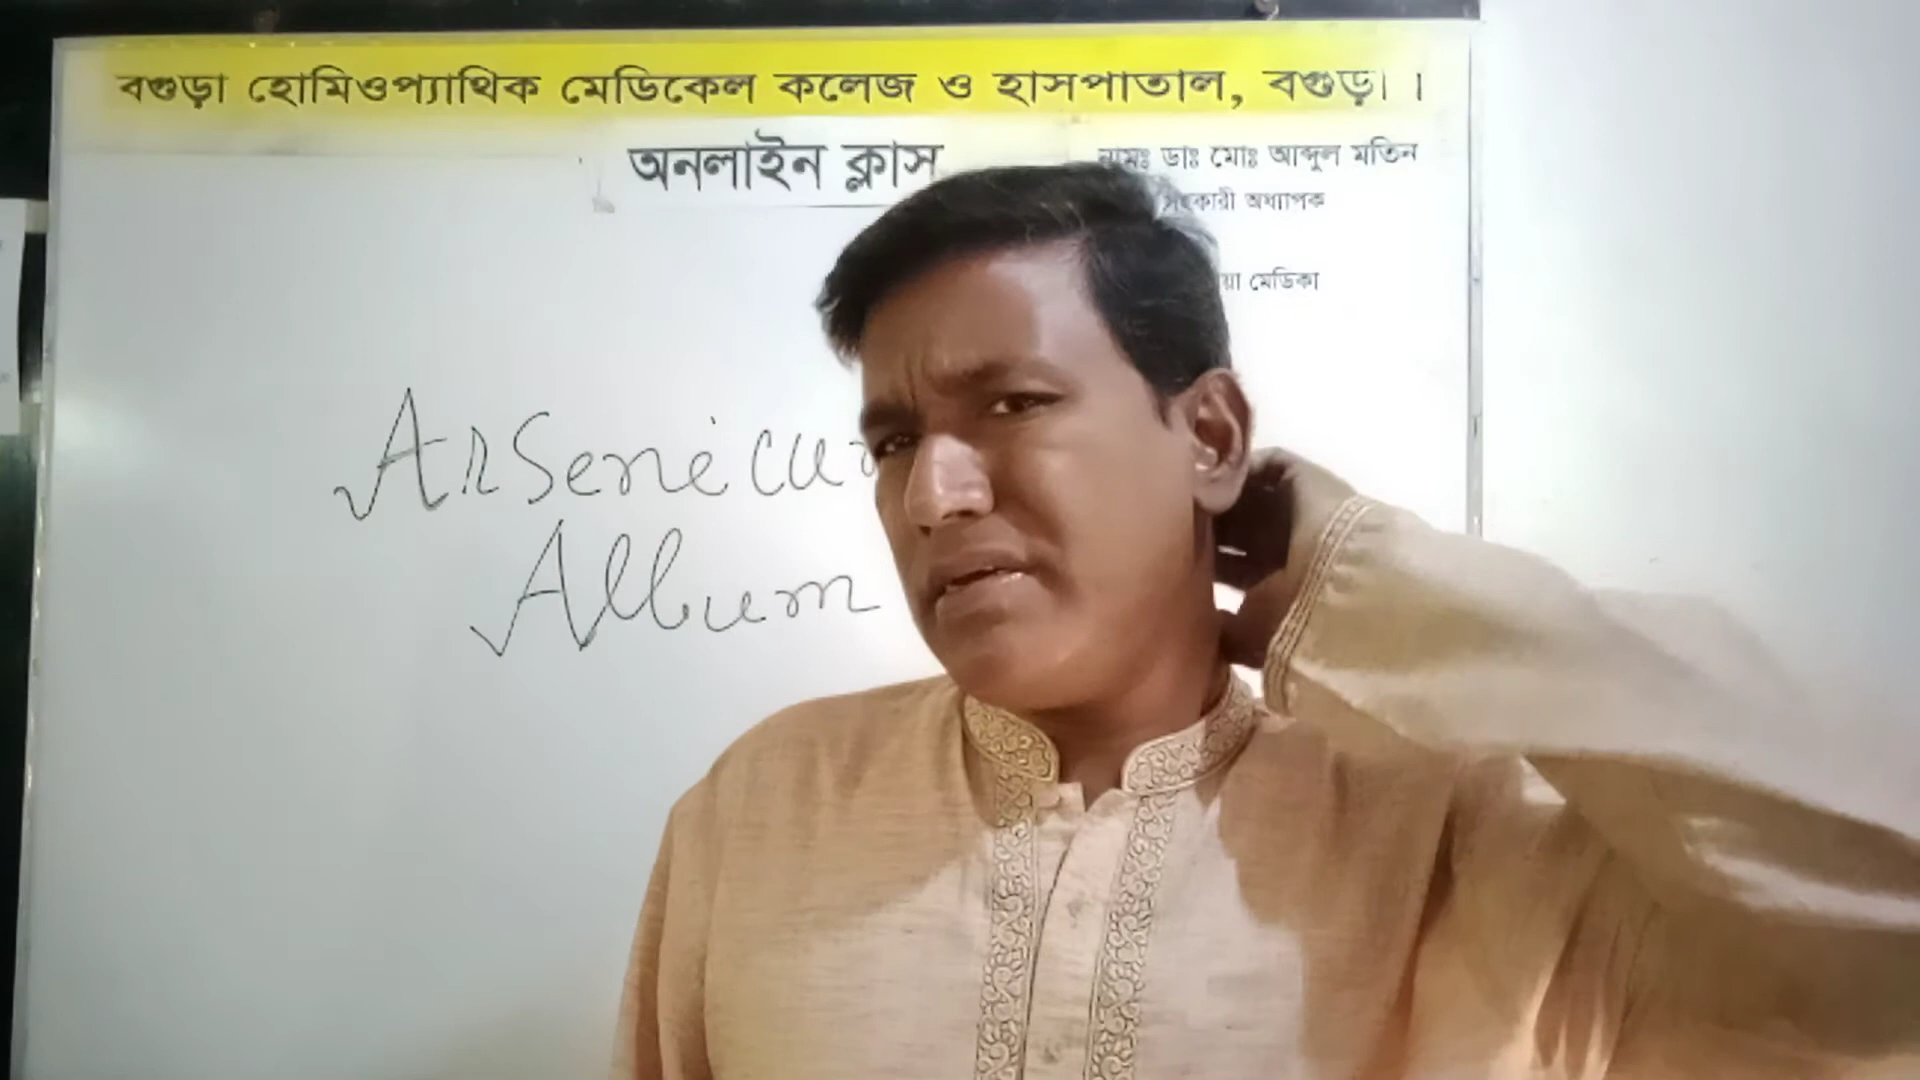 বগুড়া হোমিওপ্যাথিক মেডিকেল কলেজ ও হাসপাতাল, বগুড়া।
অনলাইন ক্লাস
নামঃ ডাঃ মোঃ আব্দুল মতিন
সহকারী অধ্যাপক
মেডিকা
Album